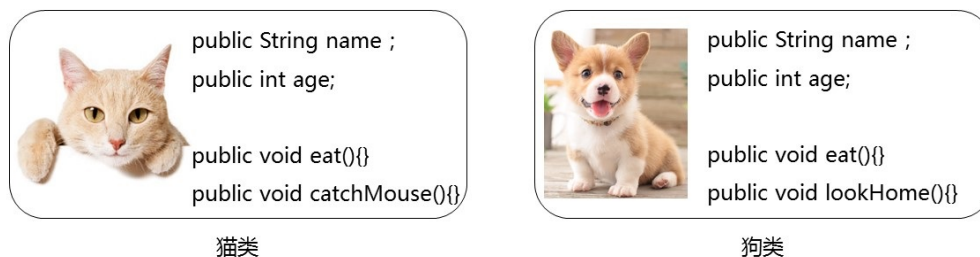 public String name ;
public int age;
public void eat(){}
public void catchMouse(){}
猫类
public String name ;
public int age;
public void eat(){}
public void lookHome(){}
狗类